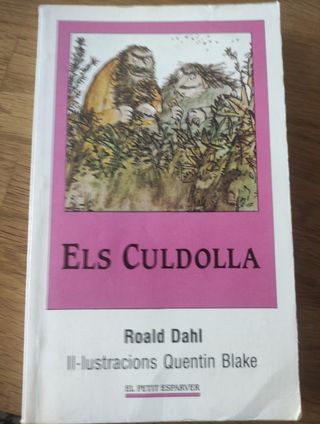 ELS CULDOLLA
Roald Dahl
Il-lustracions Quentin Blake
EL PETIT ESPARVER